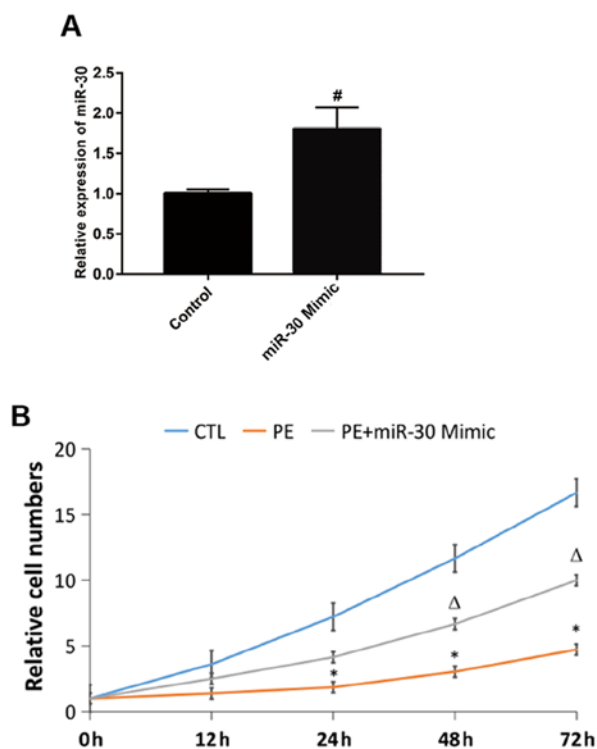 A
Relative expression of miR-30
2.5
2.0
1.5
1.0
0.5
0.0
#
Control
miR-30 Mimic
B
CTL PE PE+miR-30 Mimic
Relative cell numbers
20
15
10
5
0
Δ
Δ
*
*
*
0h 12h 24h 48h 72h